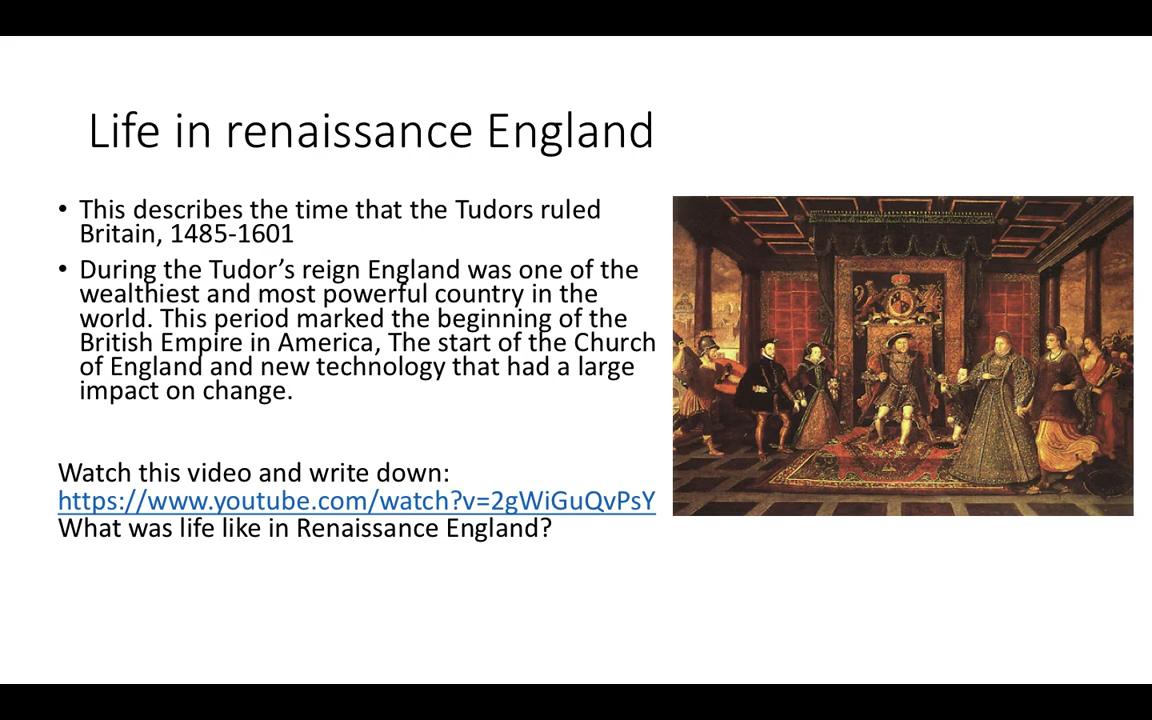 Life in renaissance England
• This describes the time that the Tudors ruled
Britain, 1485-1601
• During the Tudor’s reign England was one of the
wealthiest and most powerful country in the
world. This period marked the beginning of the
British Empire in America, The start of the Church
of England and new technology that had a large
impact on change.
Watch this video and write down:
https://www.youtube.com/watch?v=2gWiGuQvPsY
What was life like in Renaissance England?